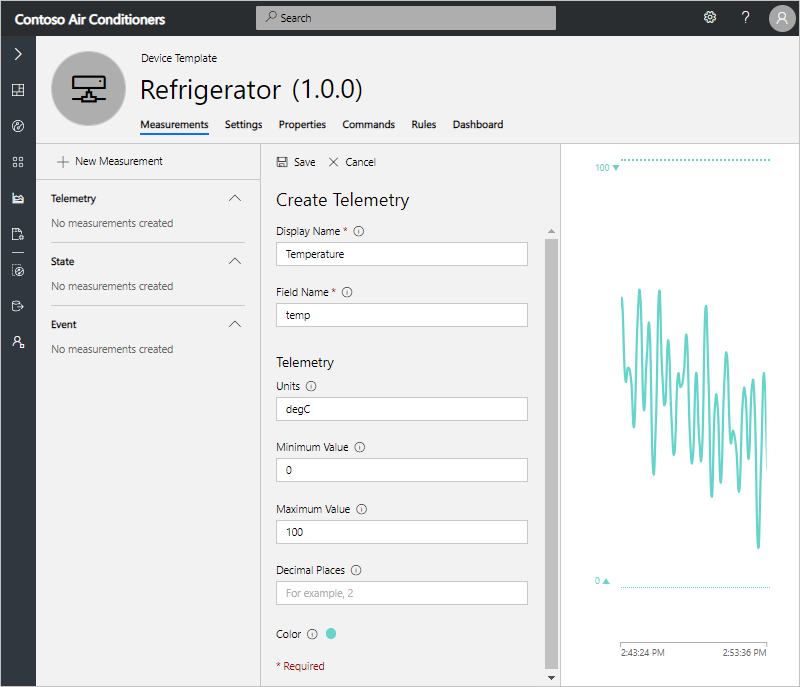 Contoso Air Conditioners
Search
?
Device Template
Refrigerator (1.0.0)
Measurements Settings Properties Commands Rules Dashboard
New Measurement
Telemetry
No measurements created
State
No measurements created
Event
No measurements created
Save Cancel
Create Telemetry
Display Name *
Temperature
Field Name *
temp
Telemetry
Units
degC
Minimum Value
0
Maximum Value
100
Decimal Places
For example, 2
Color
* Required
100
0
2:43:24 PM 2:53:36 PM